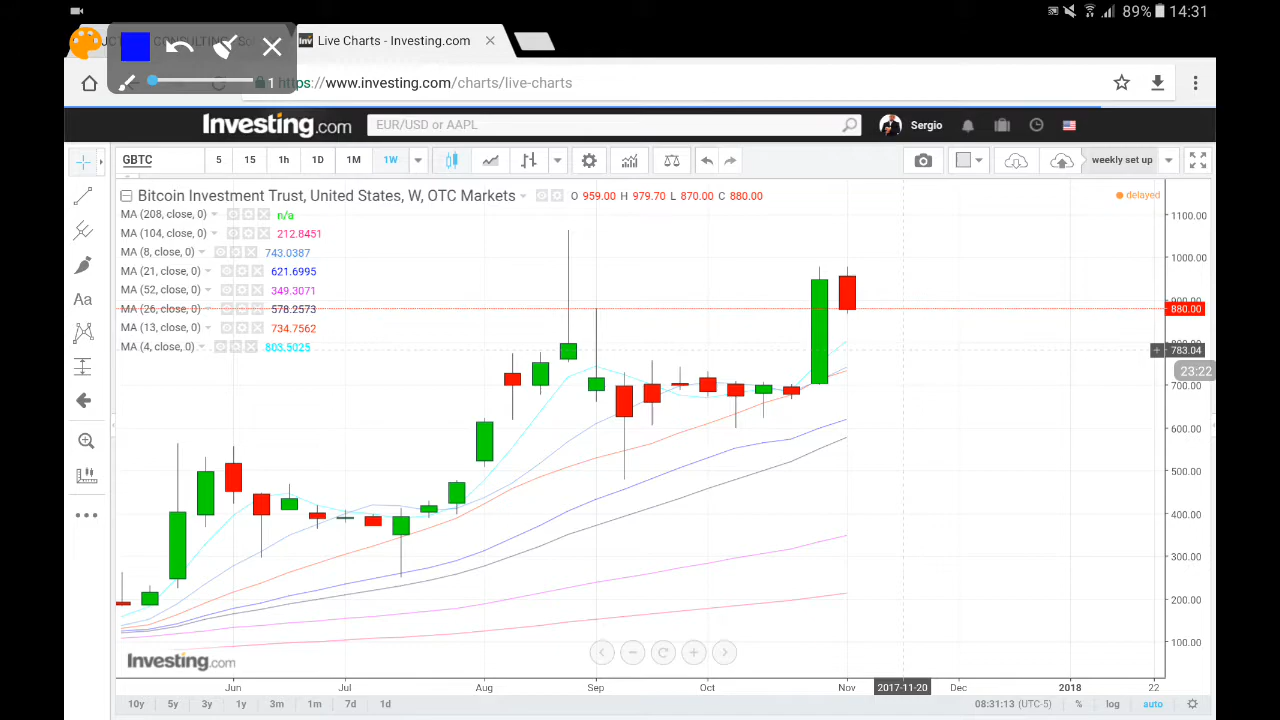 89% 14:31
Live Charts - Investing.com
1
https://www.investing.com/charts/live-charts
Investing.com EUR/USD or AAPL Sergio
GBTC 5 15 1h 1D 1M 1W weekly set up
Bitcoin Investment Trust, United States, W, OTC Markets O 959.00 H 979.70 L 870.00 C 880.00 delayed
MA (208, close, 0) n/a
MA (104, close, 0) 212.8451
MA (8, close, 0) 743.0387
MA (21, close, 0) 621.6995
MA (52, close, 0) 349.3071
MA (26, close, 0) 578.2573
MA (13, close, 0) 734.7562
MA (4, close, 0) 803.5025
Aa
1100.00
1000.00
880.00
783.04
23:22
700.00
600.00
500.00
400.00
300.00
200.00
100.00
Investing.com
Jun Jul Aug Sep Oct Nov 2017-11-20 Dec 2018 22
10y 5y 3y 1y 3m 1m 7d 1d 08:31:13 (UTC-5) % log auto